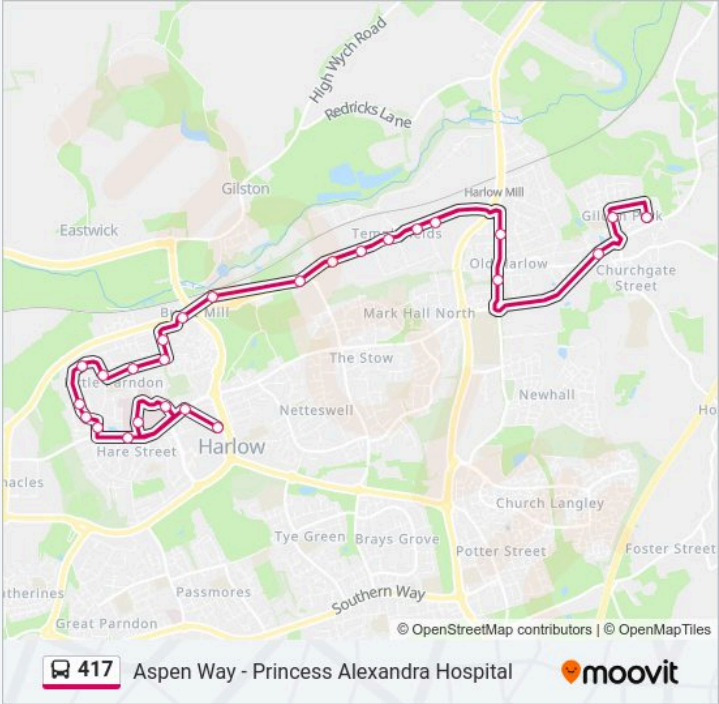 High Wych Road
Redricks Lane
Harlow Mill
Gilston
Eastwick
Churchgate
Street
Mark Hall North
The Stow
Newhall
Netteswell
Harlow
Hare Street
Church Langley
Tye Green
Brays Grove
Potter Street
Foster Street
Passmores
Southern Way
Great Parndon
© OpenStreetMap contributors | © OpenMapTiles
417
Aspen Way - Princess Alexandra Hospital
moovit